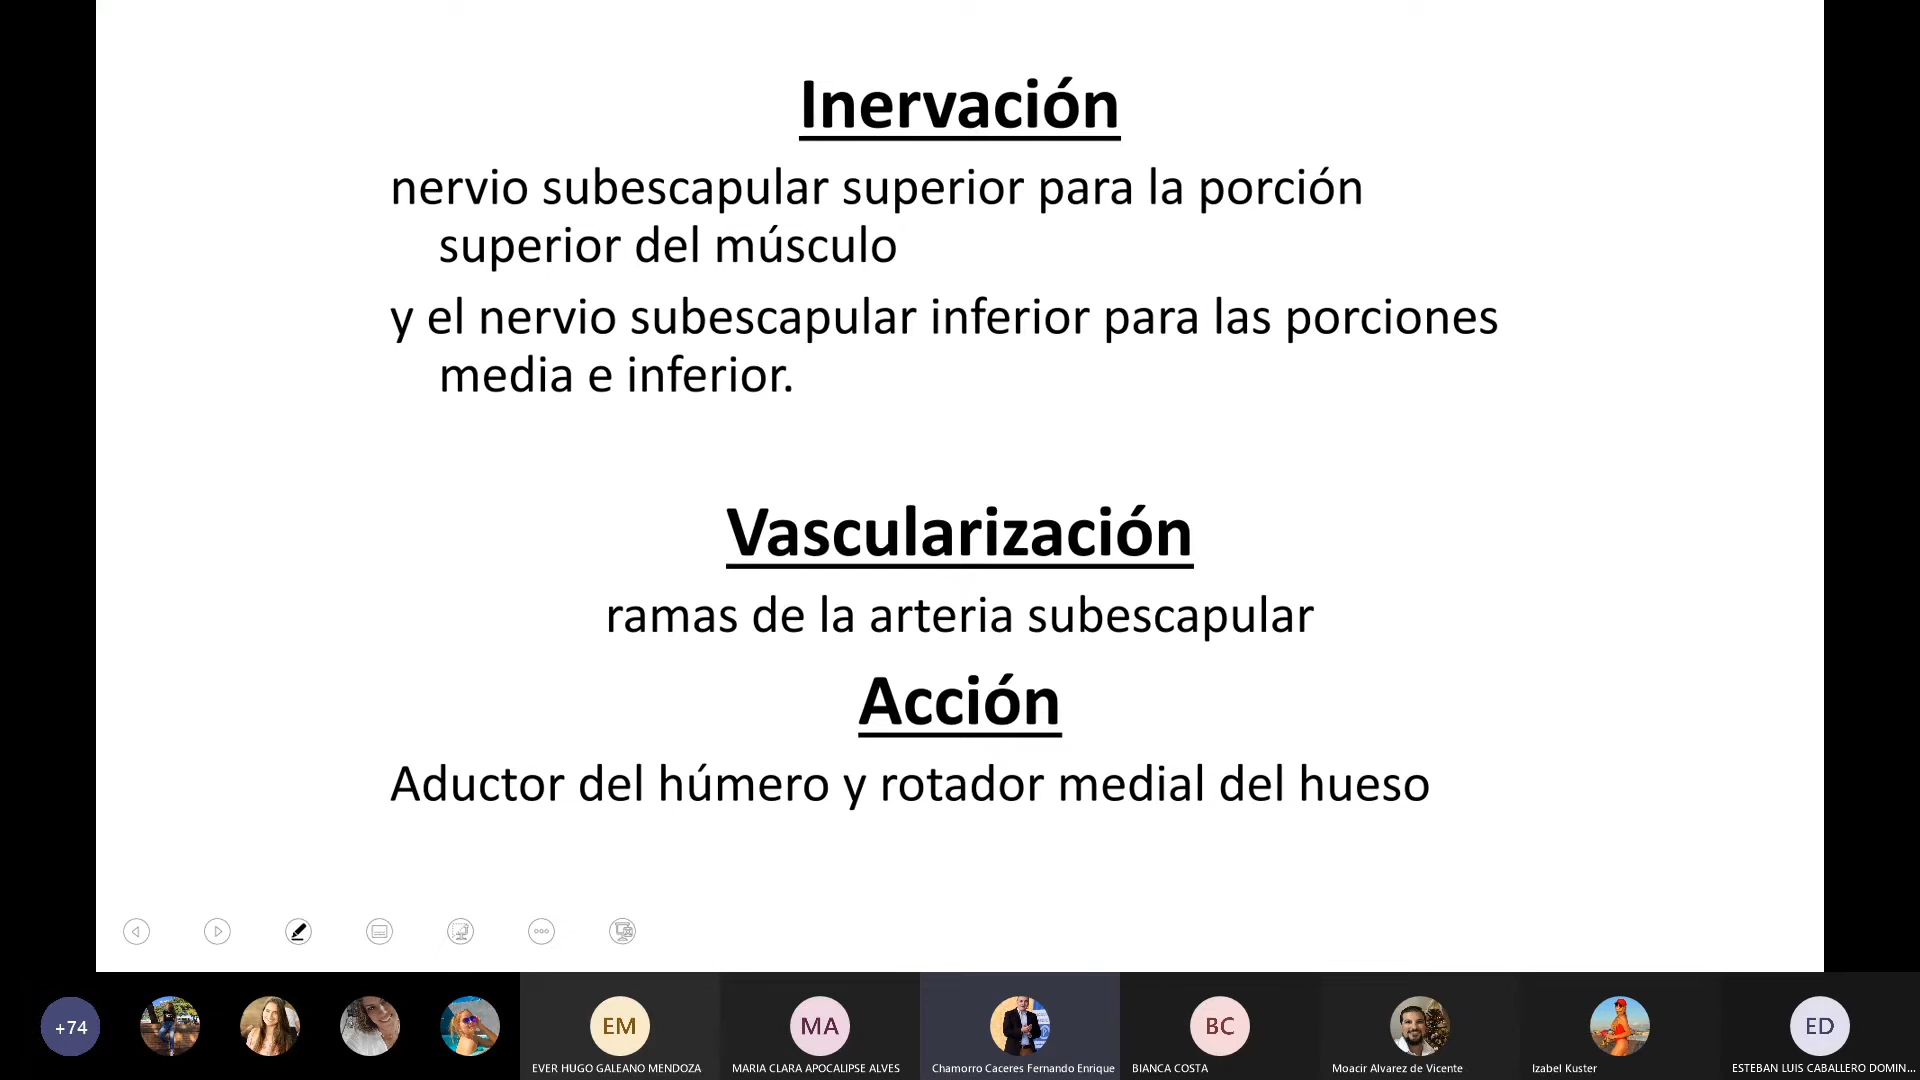 Inervación
nervio subescapular superior para la porción
superior del músculo
y el nervio subescapular inferior para las porciones
media e inferior.
Vascularización
ramas de la arteria subescapular
Acción
Aductor del húmero y rotador medial del hueso
+74
EM
MA
BC
ED
EVER HUGO GALEANO MENDOZA
MARIA CLARA APOCALIPSE ALVES
Chamorro Caceres Fernando Enrique
BIANCA COSTA
Moacir Alvarez de Vicente
Izabel Kuster
ESTEBAN LUIS CABALLERO DOMIN...